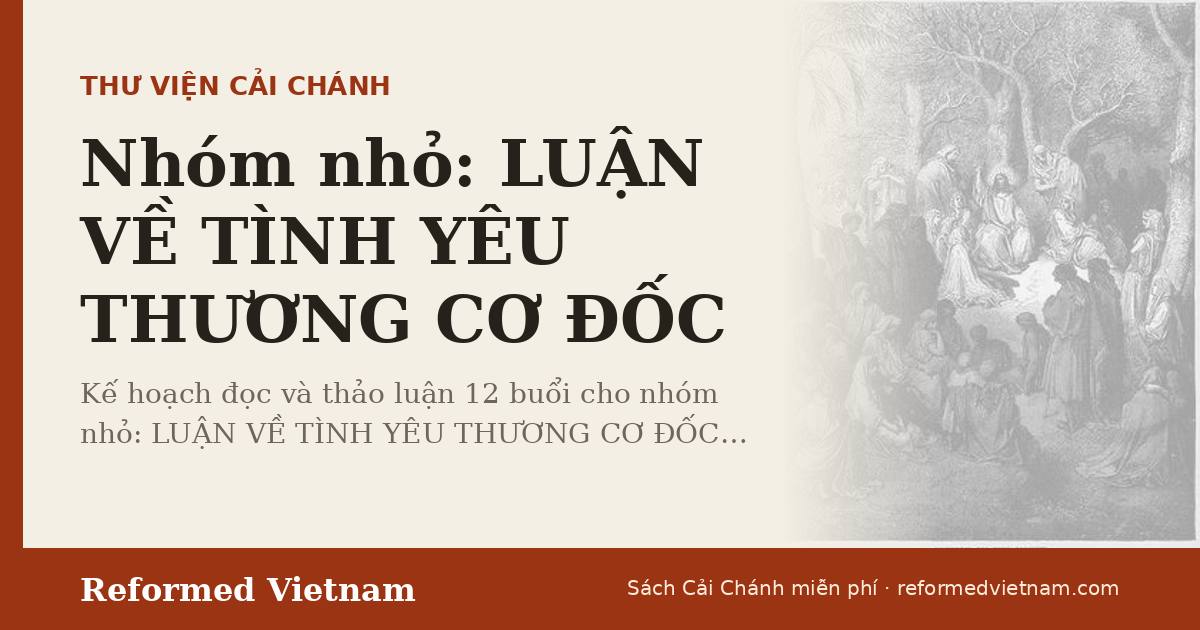 THƯ VIỆN CẢI CHÁNH
Nhóm nhỏ: LUẬN
VỀ TÌNH YÊU
THƯƠNG CƠ ĐỐC
Kế hoạch đọc và thảo luận 12 buổi cho nhóm
nhỏ: LUẬN VỀ TÌNH YÊU THƯƠNG CƠ ĐỐC...
Reformed Vietnam
Sách Cải Chánh miễn phí · reformedvietnam.com